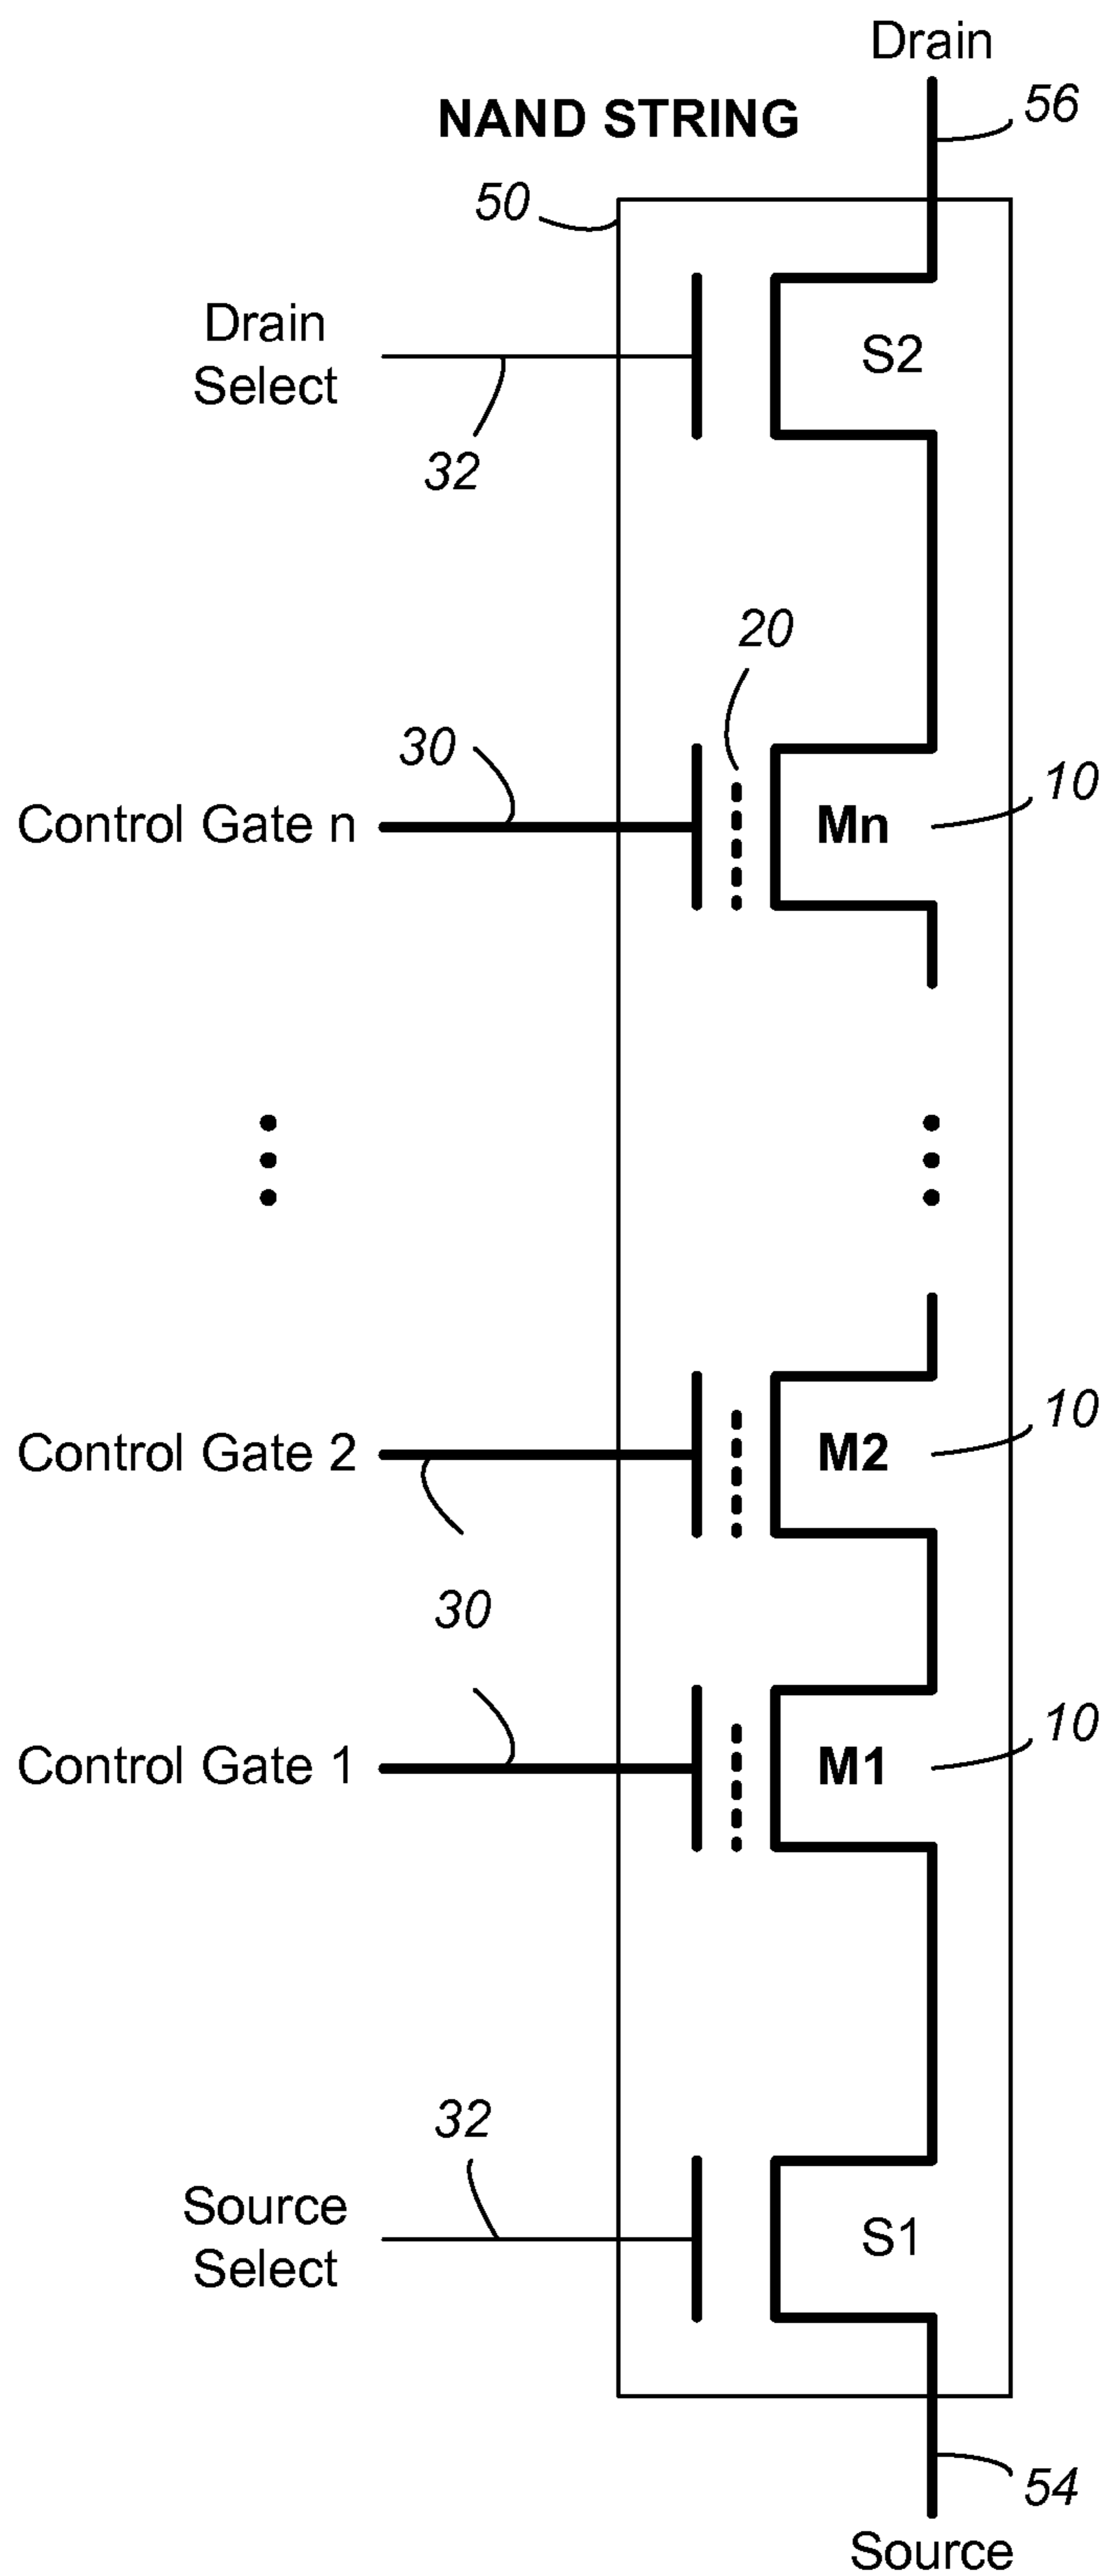 Drain
56
NAND STRING
50
Drain
Select
S2
32
20
30
10
Control Gate n
Mn
10
Control Gate 2
M2
30
10
Control Gate 1
M1
32
Source
Select
S1
54
Source